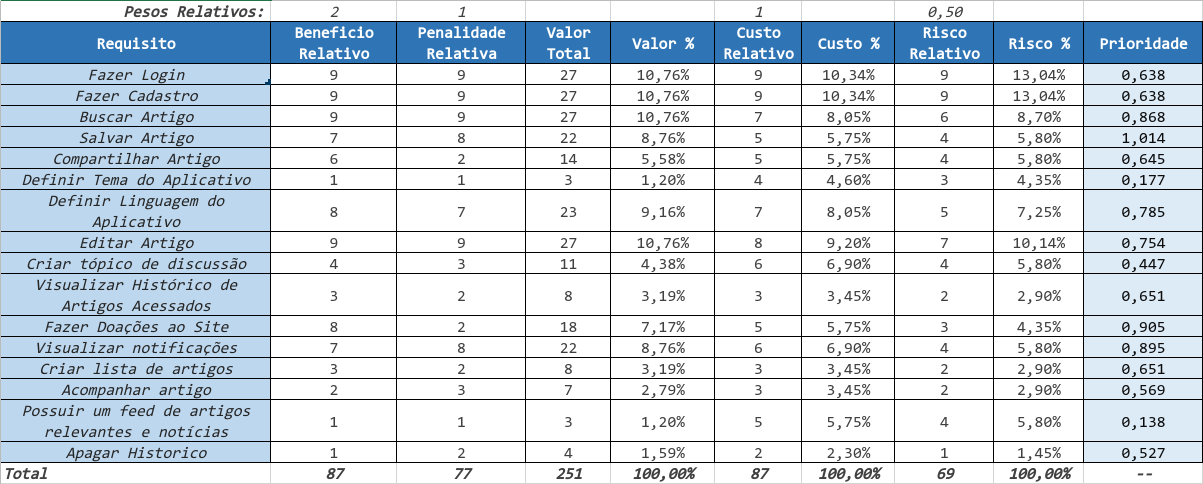 Pesos Relativos: 2 1 1 0,50
Requisito Beneficio Relativo Penalidade Relativa Valor Total Valor % Custo Relativo Custo % Risco Relativo Risco % Prioridade
Fazer Login 9 9 27 10,76% 9 10,34% 9 13,04% 0,638
Fazer Cadastro 9 9 27 10,76% 9 10,34% 9 13,04% 0,638
Buscar Artigo 9 9 27 10,76% 7 8,05% 6 8,70% 0,868
Salvar Artigo 7 8 22 8,76% 5 5,75% 4 5,80% 1,014
Compartilhar Artigo 6 2 14 5,58% 5 5,75% 4 5,80% 0,645
Definir Tema do Aplicativo 1 1 3 1,20% 4 4,60% 3 4,35% 0,177
Definir Linguagem do Aplicativo 8 7 23 9,16% 7 8,05% 5 7,25% 0,785
Editar Artigo 9 9 27 10,76% 8 9,20% 7 10,14% 0,754
Criar tópico de discussão 4 3 11 4,38% 6 6,90% 4 5,80% 0,447
Visualizar Histórico de Artigos Acessados 3 2 8 3,19% 3 3,45% 2 2,90% 0,651
Fazer Doações ao Site 8 2 18 7,17% 5 5,75% 3 4,35% 0,905
Visualizar notificações 7 8 22 8,76% 6 6,90% 4 5,80% 0,895
Criar lista de artigos 3 2 8 3,19% 3 3,45% 2 2,90% 0,651
Acompanhar artigo 2 3 7 2,79% 3 3,45% 2 2,90% 0,569
Possuir um feed de artigos relevantes e notícias 1 1 3 1,20% 5 5,75% 4 5,80% 0,138
Apagar Historico 1 2 4 1,59% 2 2,30% 1 1,45% 0,527
Total 87 77 251 100,00% 87 100,00% 69 100,00% --